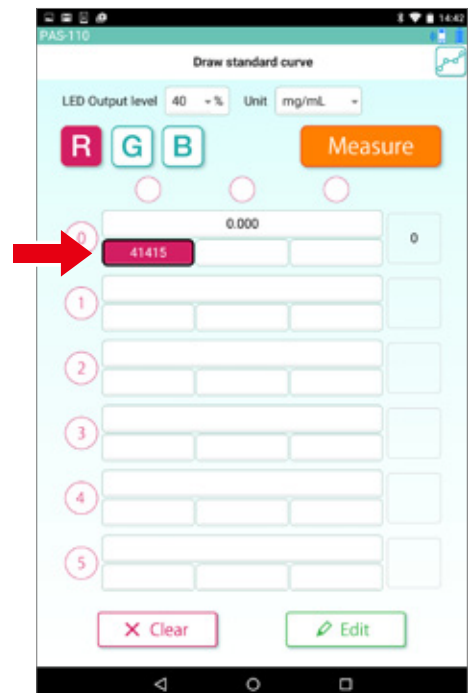 14:42
PAS-110
Draw standard curve
LED Output level 40 % Unit mg/mL
R G B Measure
0.000
0 0
41415
1
2
3
4
5
× Clear Edit